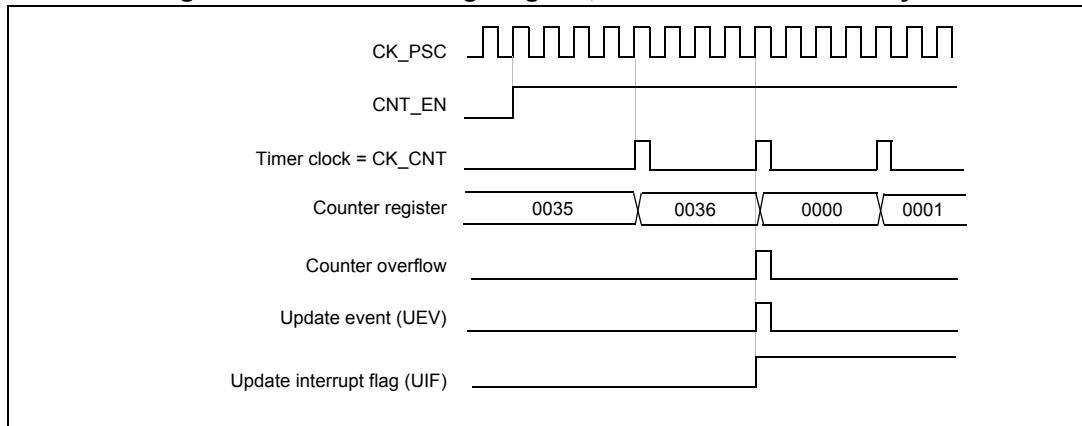 CK_PSC
CNT_EN
Timer clock = CK_CNT
Counter register 0035 0036 0000 0001
Counter overflow
Update event (UEV)
Update interrupt flag (UIF)